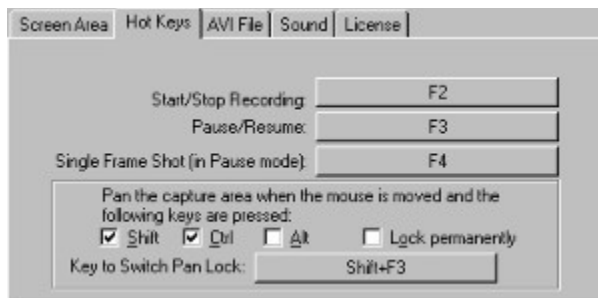 Screen Area Hot Keys AVI File Sound License
Start/Stop Recording: F2
Pause/Resume: F3
Single Frame Shot (in Pause mode): F4
Pan the capture area when the mouse is moved and the
following keys are pressed:
Shift Ctrl Alt Lock permanently
Key to Switch Pan Lock: Shift+F3